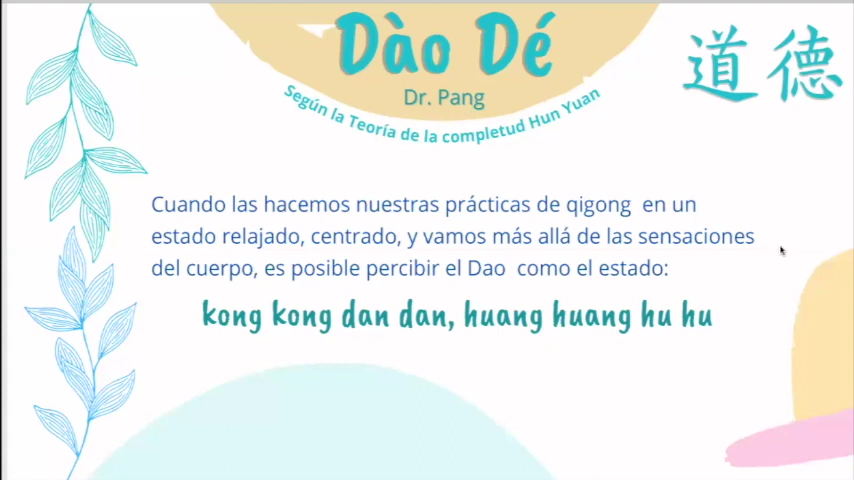 Dào Dé
道德
Dr. Pang
Según la Teoría de la completud Hun Yuan
Cuando las hacemos nuestras prácticas de qigong en un
estado relajado, centrado, y vamos más allá de las sensaciones
del cuerpo, es posible percibir el Dao como el estado:
kong kong dan dan, huang huang hu hu